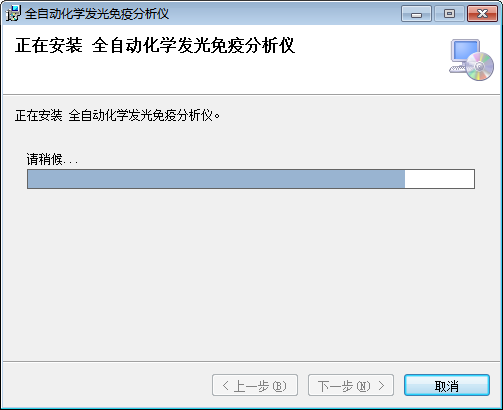 全自动化学发光免疫分析仪
正在安装 全自动化学发光免疫分析仪
正在安装 全自动化学发光免疫分析仪。
请稍候...
< 上一步(B) 下一步(N) > 取消